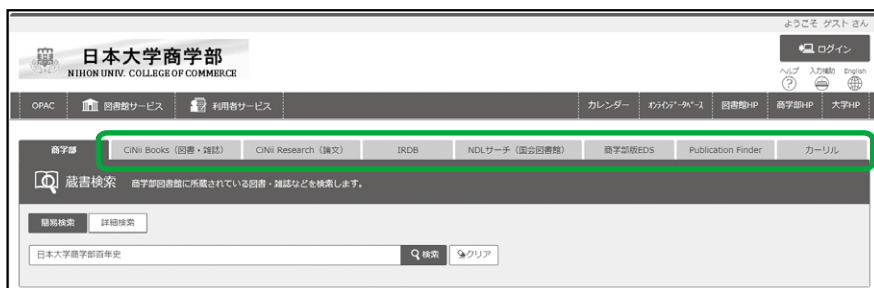 ようこそ ゲスト さん
日本大学商学部
NIHON UNIV. COLLEGE OF COMMERCE
ログイン
ヘルプ 入力補助 English
OPAC 図書館サービス 利用者サービス カレンダー オンラインデータベース 図書館HP 商学部HP 大学HP
商学部 CiNii Books（図書・雑誌） CiNii Research（論文） IRDB NDLサーチ（国会図書館） 商学部版EDS Publication Finder カーリル
蔵書検索 商学部図書館に所蔵されている図書・雑誌などを検索します。
簡易検索 詳細検索
日本大学商学部百年史 検索 クリア